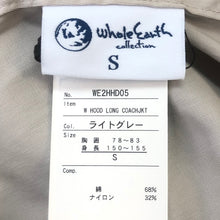 Whole Earth
collection
S
No. WE2HHD05
Item
W HOOD LONG COACHJKT
Col. ライトグレー
SIZE 胸囲 78～83
身長 150～155
S
Comp.
綿 68%
ナイロン 32%